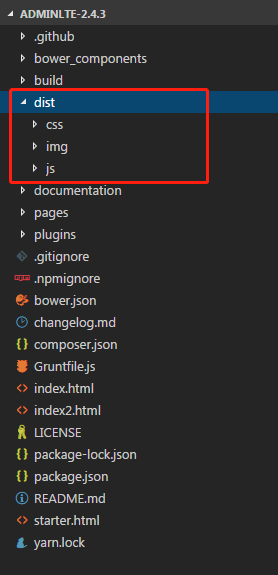 ADMINLTE-2.4.3
.github
bower_components
build
dist
css
img
js
documentation
pages
plugins
.gitignore
.npmignore
bower.json
changelog.md
composer.json
Gruntfile.js
index.html
index2.html
LICENSE
package-lock.json
package.json
README.md
starter.html
yarn.lock